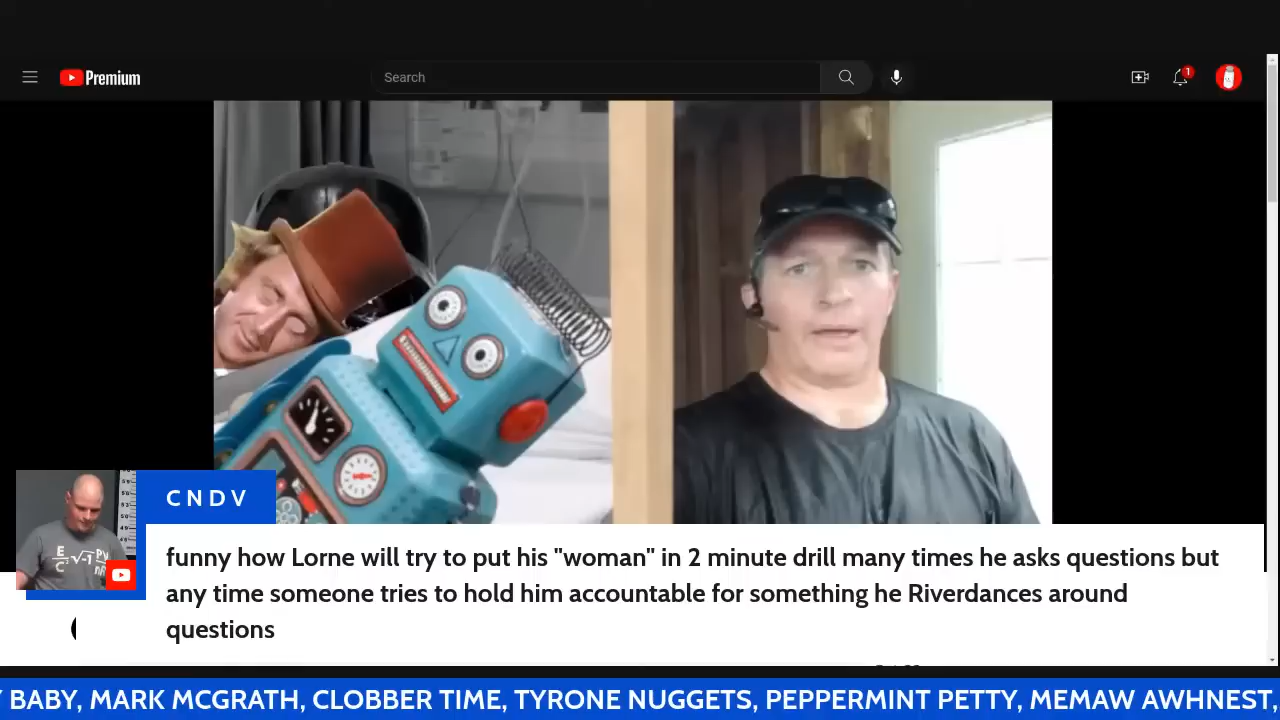 Premium
Search
1
CNDV
funny how Lorne will try to put his "woman" in 2 minute drill many times he asks questions but
any time someone tries to hold him accountable for something he Riverdances around
questions
BABY, MARK MCGRATH, CLOBBER TIME, TYRONE NUGGETS, PEPPERMINT PETTY, MEMAW AWHNEST,